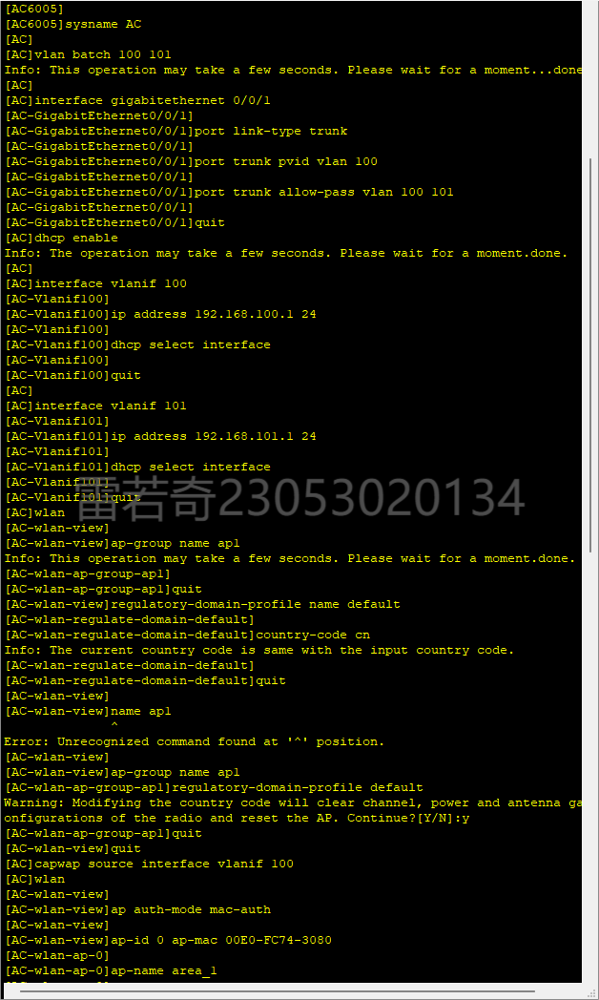 [AC6005]
[AC6005]sysname AC
[AC]
[AC]vlan batch 100 101
Info: This operation may take a few seconds. Please wait for a moment...done
[AC]
[AC]interface gigabitethernet 0/0/1
[AC-GigabitEthernet0/0/1]
[AC-GigabitEthernet0/0/1]port link-type trunk
[AC-GigabitEthernet0/0/1]
[AC-GigabitEthernet0/0/1]port trunk pvid vlan 100
[AC-GigabitEthernet0/0/1]
[AC-GigabitEthernet0/0/1]port trunk allow-pass vlan 100 101
[AC-GigabitEthernet0/0/1]
[AC-GigabitEthernet0/0/1]quit
[AC]dhcp enable
Info: The operation may take a few seconds. Please wait for a moment.done.
[AC]
[AC]interface vlanif 100
[AC-Vlanif100]
[AC-Vlanif100]ip address 192.168.100.1 24
[AC-Vlanif100]
[AC-Vlanif100]dhcp select interface
[AC-Vlanif100]
[AC-Vlanif100]quit
[AC]
[AC]interface vlanif 101
[AC-Vlanif101]
[AC-Vlanif101]ip address 192.168.101.1 24
[AC-Vlanif101]
[AC-Vlanif101]dhcp select interface
[AC-Vlanif101]
[AC-Vlanif101]quit
雷若奇23053020134
[AC]wlan
[AC-wlan-view]
[AC-wlan-view]ap-group name ap1
Info: This operation may take a few seconds. Please wait for a moment.done.
[AC-wlan-ap-group-ap1]
[AC-wlan-ap-group-ap1]quit
[AC-wlan-view]regulatory-domain-profile name default
[AC-wlan-regulate-domain-default]
[AC-wlan-regulate-domain-default]country-code cn
Info: The current country code is same with the input country code.
[AC-wlan-regulate-domain-default]
[AC-wlan-regulate-domain-default]quit
[AC-wlan-view]
[AC-wlan-view]name ap1
^
Error: Unrecognized command found at '^' position.
[AC-wlan-view]
[AC-wlan-view]ap-group name ap1
[AC-wlan-ap-group-ap1]regulatory-domain-profile default
Warning: Modifying the country code will clear channel, power and antenna ga
onfigurations of the radio and reset the AP. Continue?[Y/N]:y
[AC-wlan-ap-group-ap1]quit
[AC-wlan-view]quit
[AC]capwap source interface vlanif 100
[AC]wlan
[AC-wlan-view]
[AC-wlan-view]ap auth-mode mac-auth
[AC-wlan-view]
[AC-wlan-view]ap-id 0 ap-mac 00E0-FC74-3080
[AC-wlan-ap-0]
[AC-wlan-ap-0]ap-name area_1